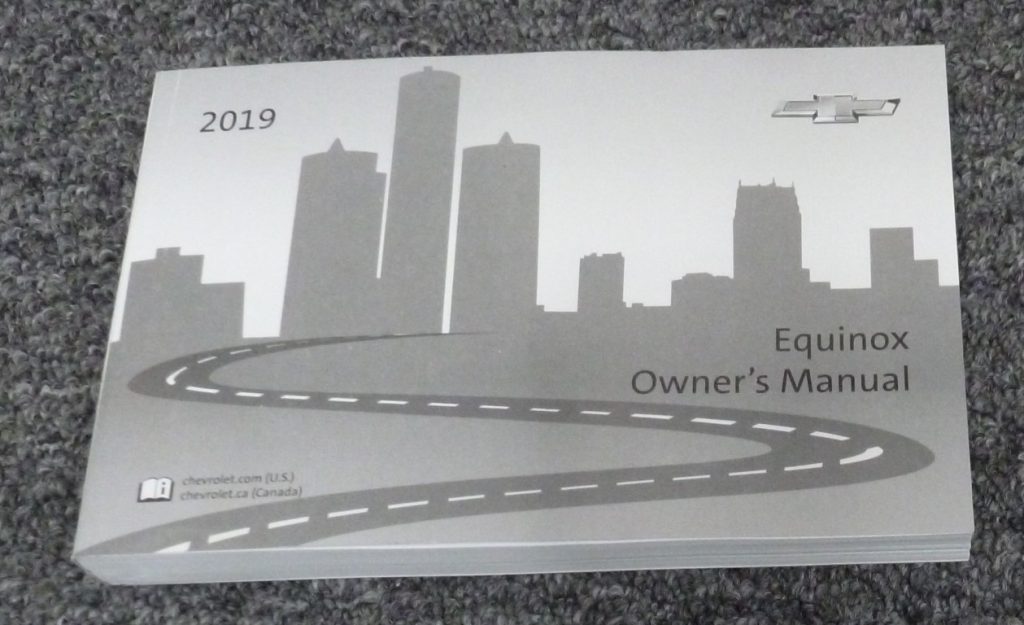 2019
Equinox
Owner's Manual
chevrolet.com (U.S.)
chevrolet.ca (Canada)